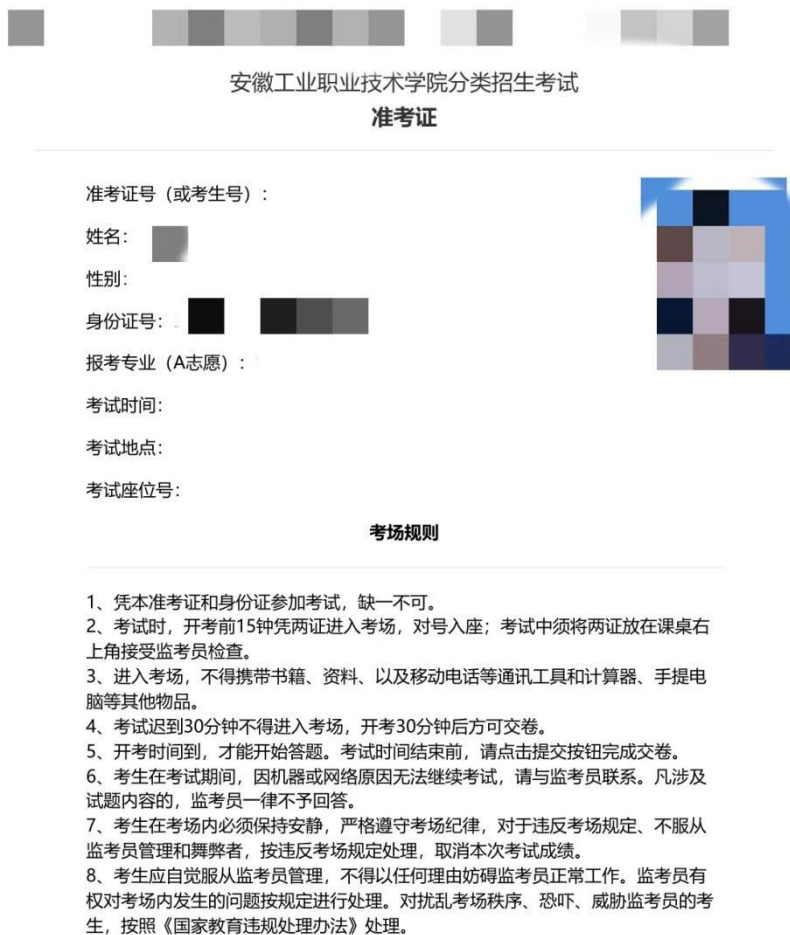 安徽工业职业技术学院分类招生考试
准考证
准考证号（或考生号）：
姓名：
性别：
身份证号：
报考专业（A志愿）：
考试时间：
考试地点：
考试座位号：
考场规则
1、凭本准考证和身份证参加考试，缺一不可。
2、考试时，开考前15钟凭两证进入考场，对号入座；考试中须将两证放在课桌右
上角接受监考员检查。
3、进入考场，不得携带书籍、资料、以及移动电话等通讯工具和计算器、手提电
脑等其他物品。
4、考试迟到30分钟不得进入考场，开考30分钟后方可交卷。
5、开考时间到，才能开始答题。考试时间结束前，请点击提交按钮完成交卷。
6、考生在考试期间，因机器或网络原因无法继续考试，请与监考员联系。凡涉及
试题内容的，监考员一律不予回答。
7、考生在考场内必须保持安静，严格遵守考场纪律，对于违反考场规定、不服从
监考员管理和舞弊者，按违反考场规定处理，取消本次考试成绩。
8、考生应自觉服从监考员管理，不得以任何理由妨碍监考员正常工作。监考员有
权对考场内发生的问题按规定进行处理。对扰乱考场秩序、恐吓、威胁监考员的考
生，按照《国家教育违规处理办法》处理。